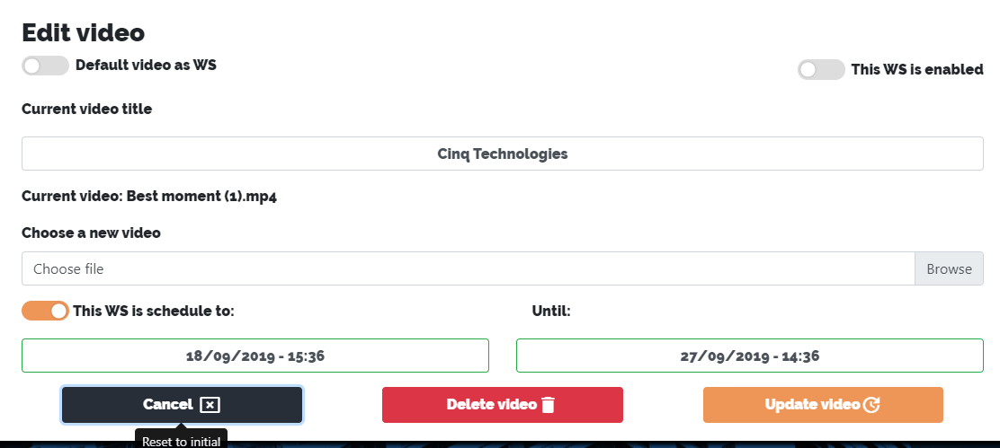 Edit video
Default video as WS
This WS is enabled
Current video title
Cinq Technologies
Current video: Best moment (1).mp4
Choose a new video
Choose file
Browse
This WS is schedule to:
Until:
18/09/2019 - 15:36
27/09/2019 - 14:36
Cancel
Delete video
Update video
Reset to initial